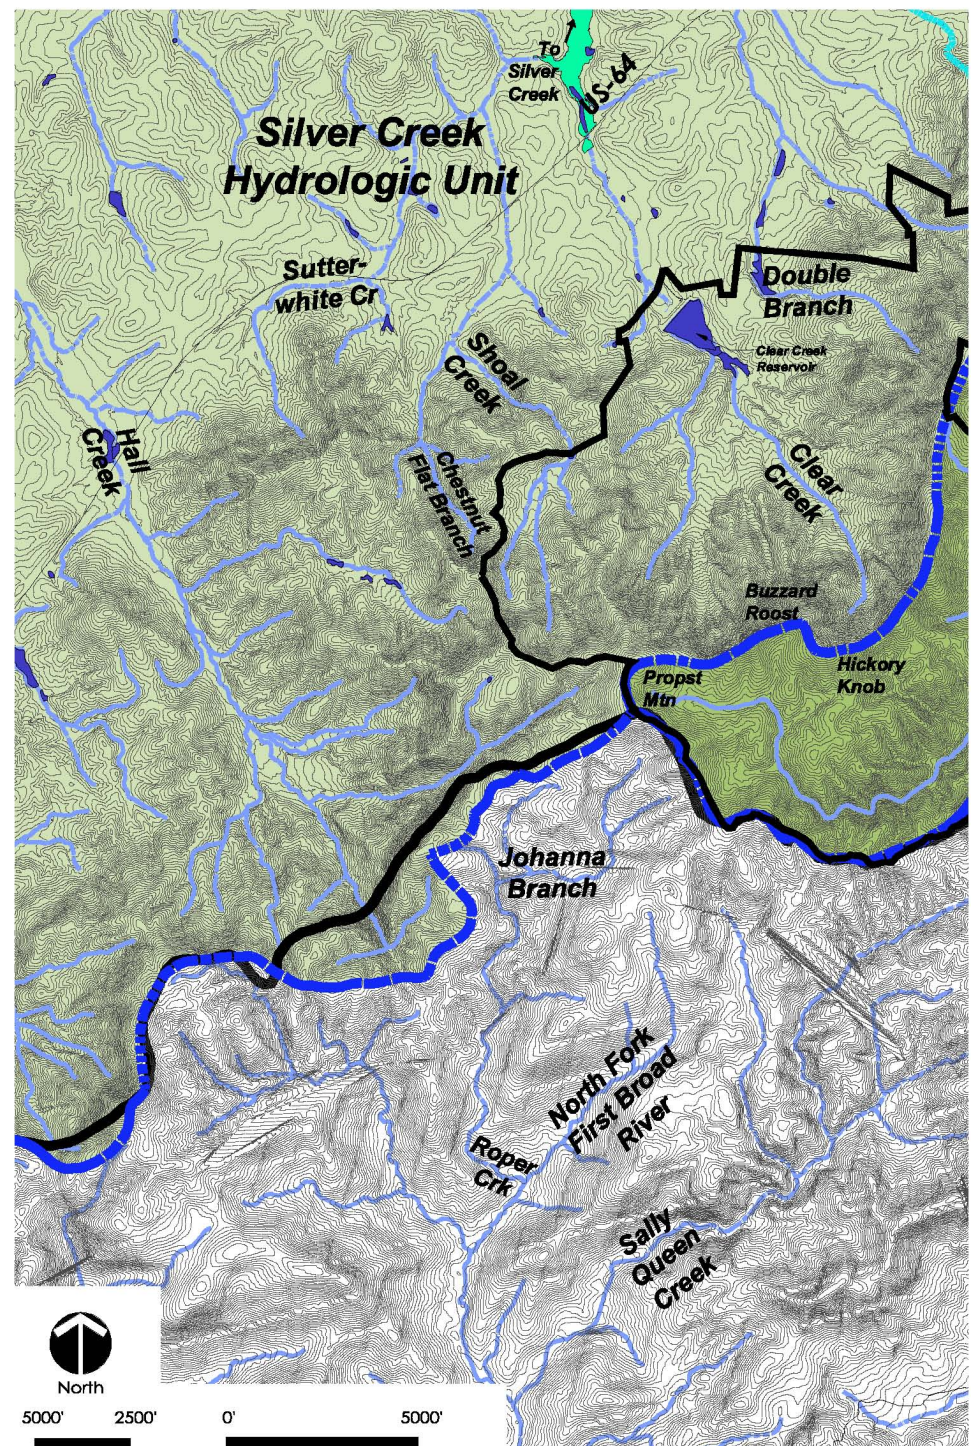 To
Silver
Creek
US-64
Silver Creek
Hydrologic Unit
Sutter-
white Cr
Double
Branch
Clear Creek
Reservoir
Shoal
Creek
Hall
Creek
Chestnut
Flat Branch
Clear
Creek
Buzzard
Roost
Hickory
Knob
Propst
Mtn
Johanna
Branch
North Fork
First Broad
River
Roper
Crk
Sally
Queen
Creek
North
5000' 2500' 0' 5000'